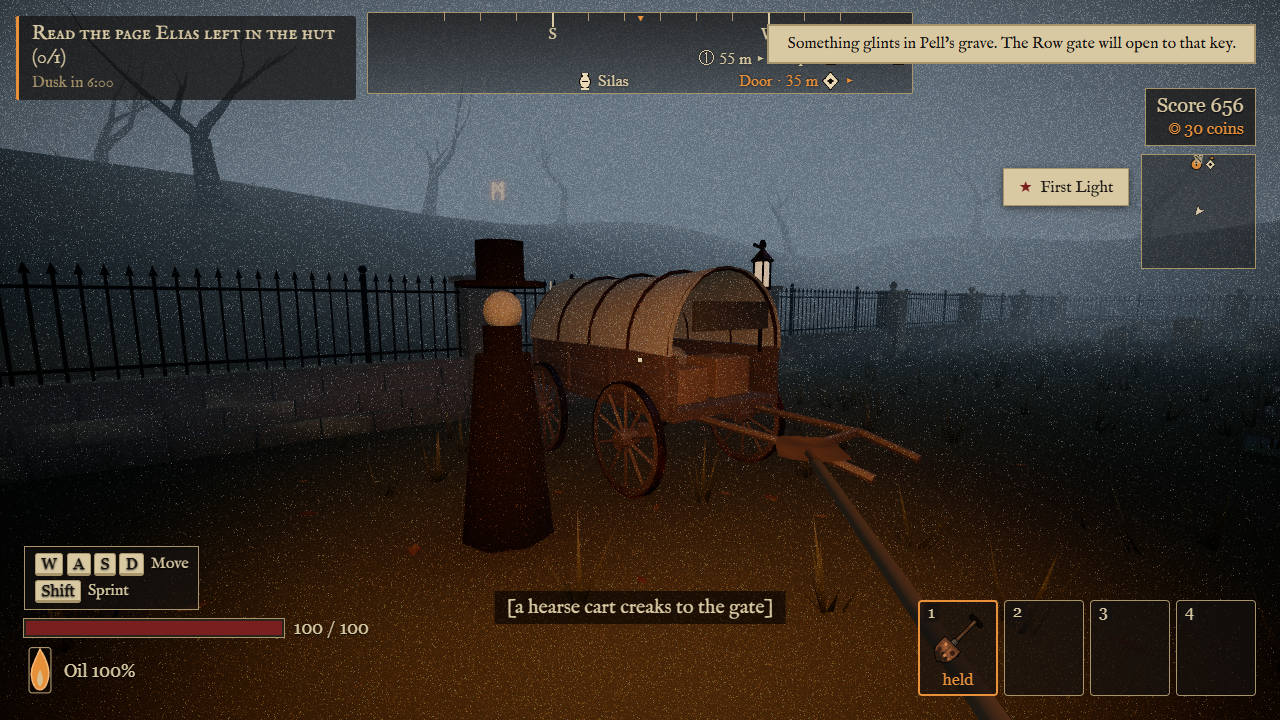 Read the page Elias left in the hut
(0/1)
Dusk in 6:00
S
55 m
Silas
Door · 35 m
Something glints in Pell's grave. The Row gate will open to that key.
Score 656
30 coins
First Light
W A S D Move
Shift Sprint
100 / 100
Oil 100%
[a hearse cart creaks to the gate]
1
held
2
3
4